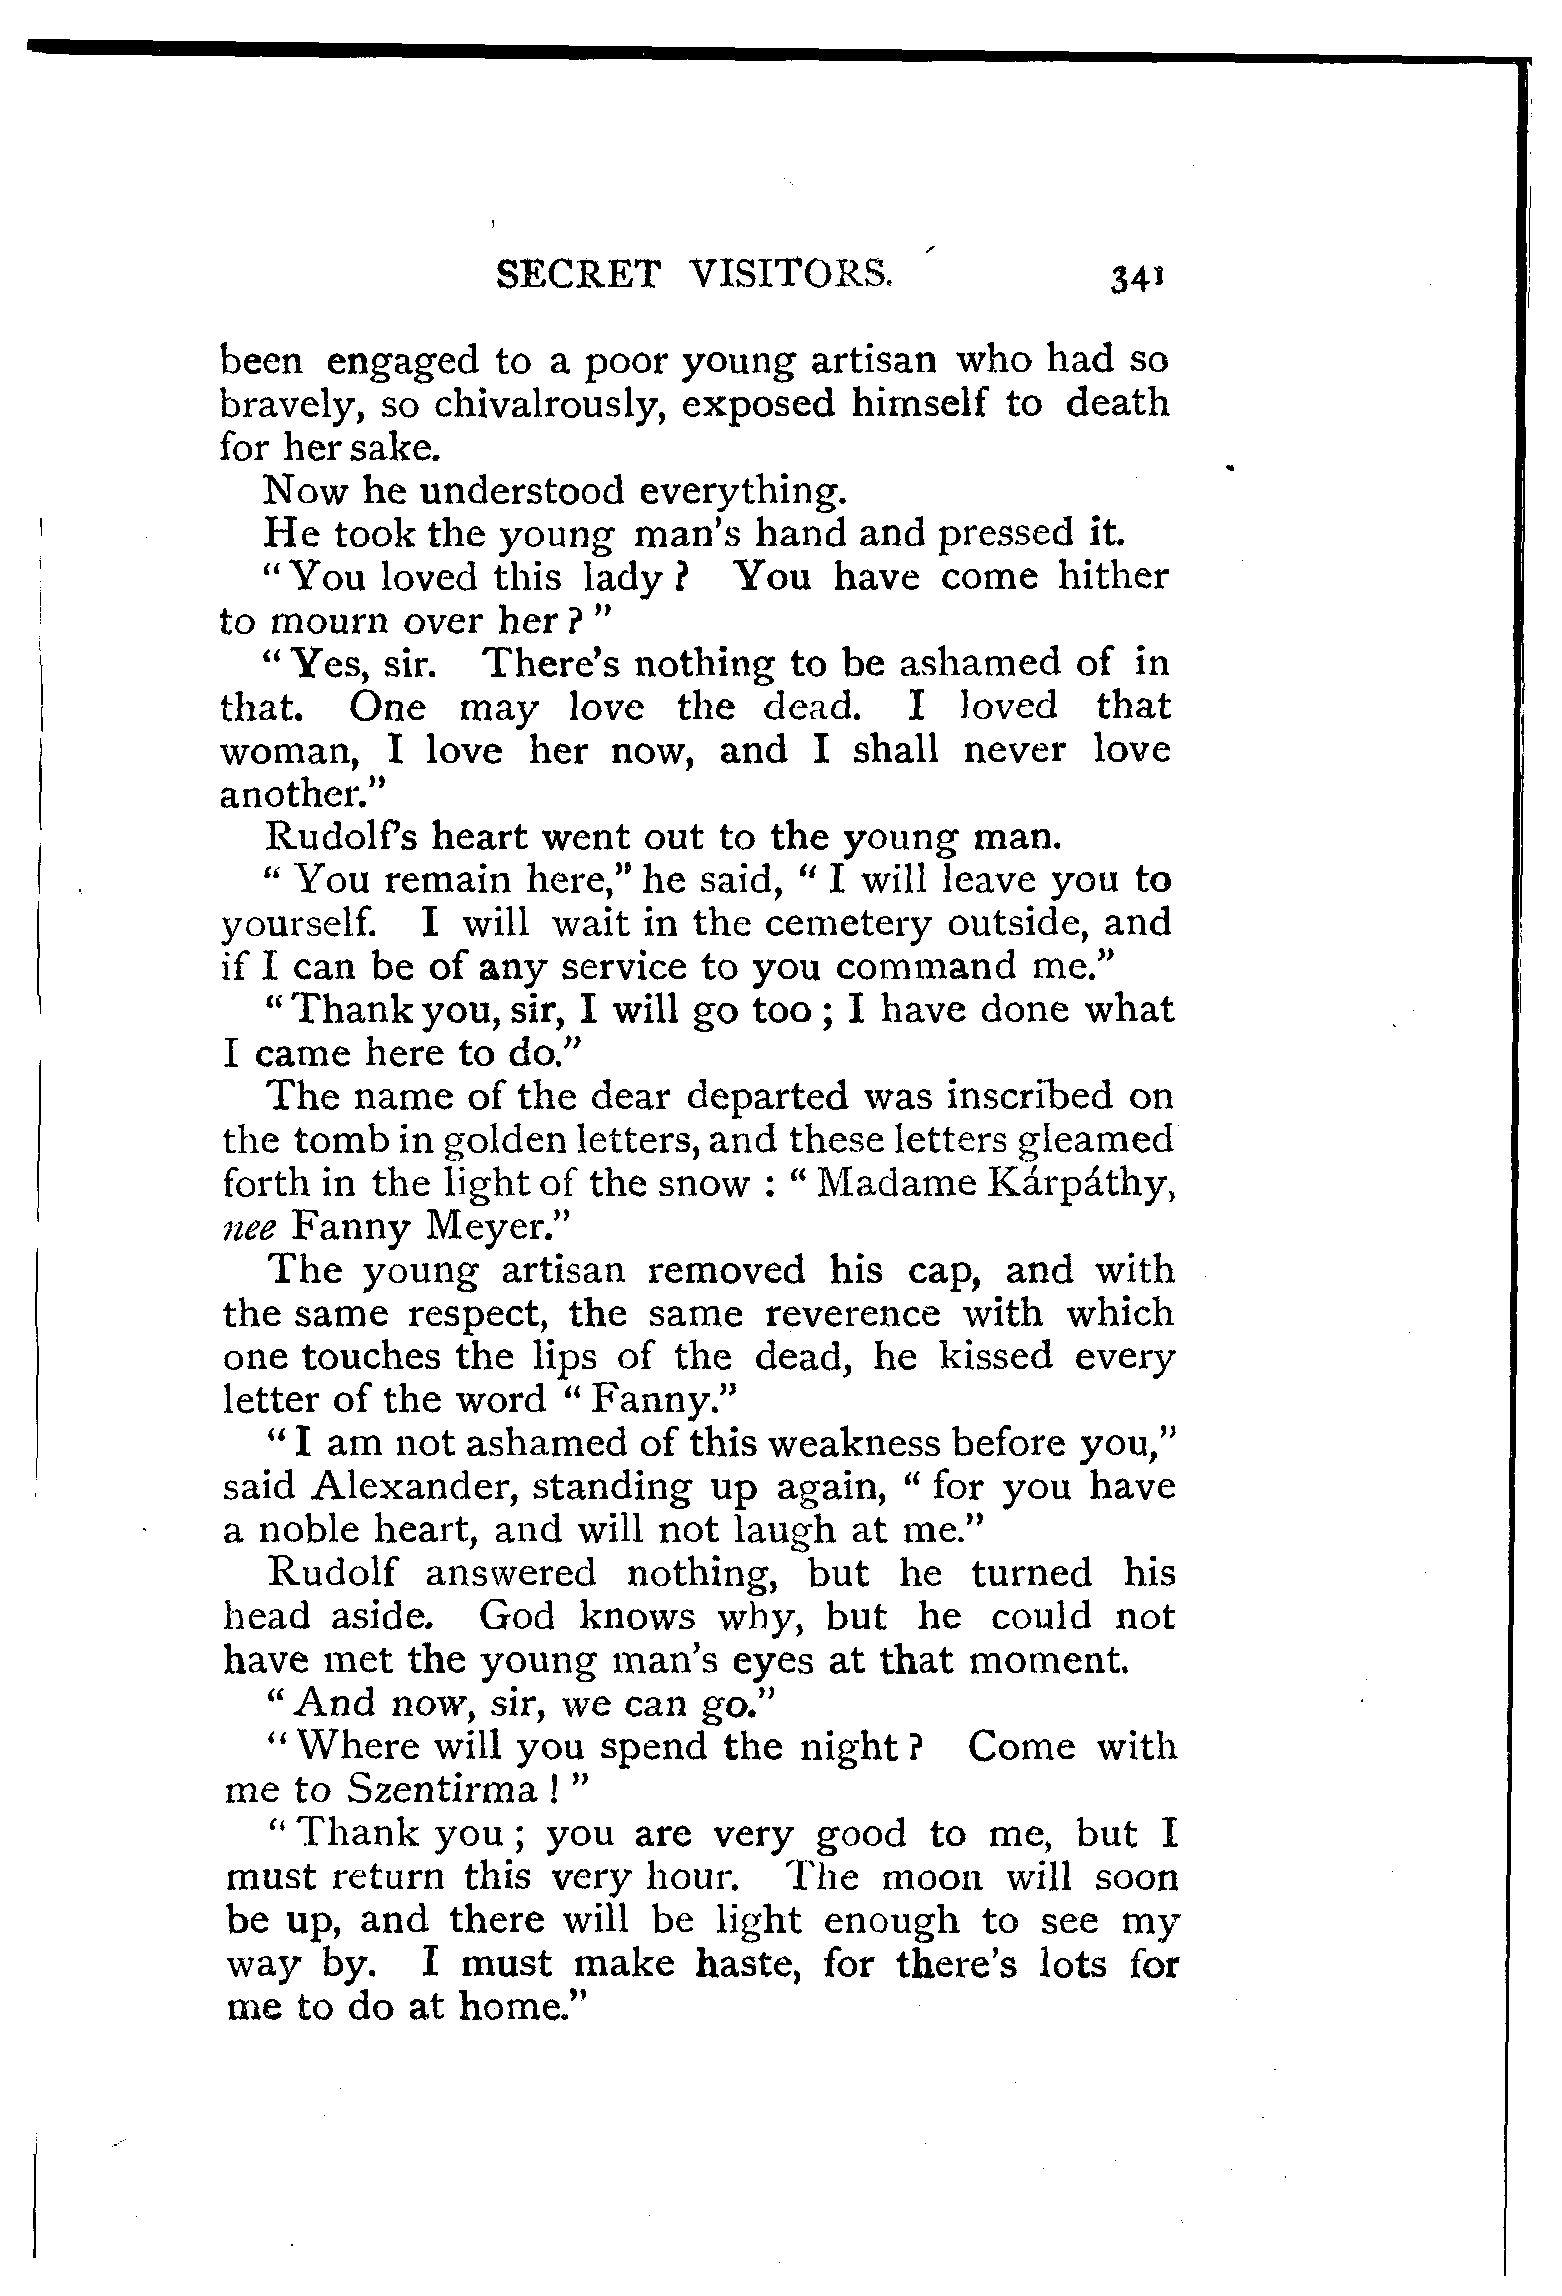 SECRET VISITORS. 341
been engaged to a poor young artisan who had so
bravely, so chivalrously, exposed himself to death
for her sake.
Now he understood everything.
He took the young man's hand and pressed it.
"You loved this lady? You have come hither
to mourn over her?"
"Yes, sir. There's nothing to be ashamed of in
that. One may love the dead. I loved that
woman, I love her now, and I shall never love
another."
Rudolf's heart went out to the young man.
"You remain here," he said, "I will leave you to
yourself. I will wait in the cemetery outside, and
if I can be of any service to you command me."
"Thank you, sir, I will go too; I have done what
I came here to do."
The name of the dear departed was inscribed on
the tomb in golden letters, and these letters gleamed
forth in the light of the snow: "Madame Kárpáthy,
nee Fanny Meyer."
The young artisan removed his cap, and with
the same respect, the same reverence with which
one touches the lips of the dead, he kissed every
letter of the word "Fanny."
"I am not ashamed of this weakness before you,"
said Alexander, standing up again, "for you have
a noble heart, and will not laugh at me."
Rudolf answered nothing, but he turned his
head aside. God knows why, but he could not
have met the young man's eyes at that moment.
"And now, sir, we can go."
"Where will you spend the night? Come with
me to Szentirma!"
"Thank you; you are very good to me, but I
must return this very hour. The moon will soon
be up, and there will be light enough to see my
way by. I must make haste, for there's lots for
me to do at home."